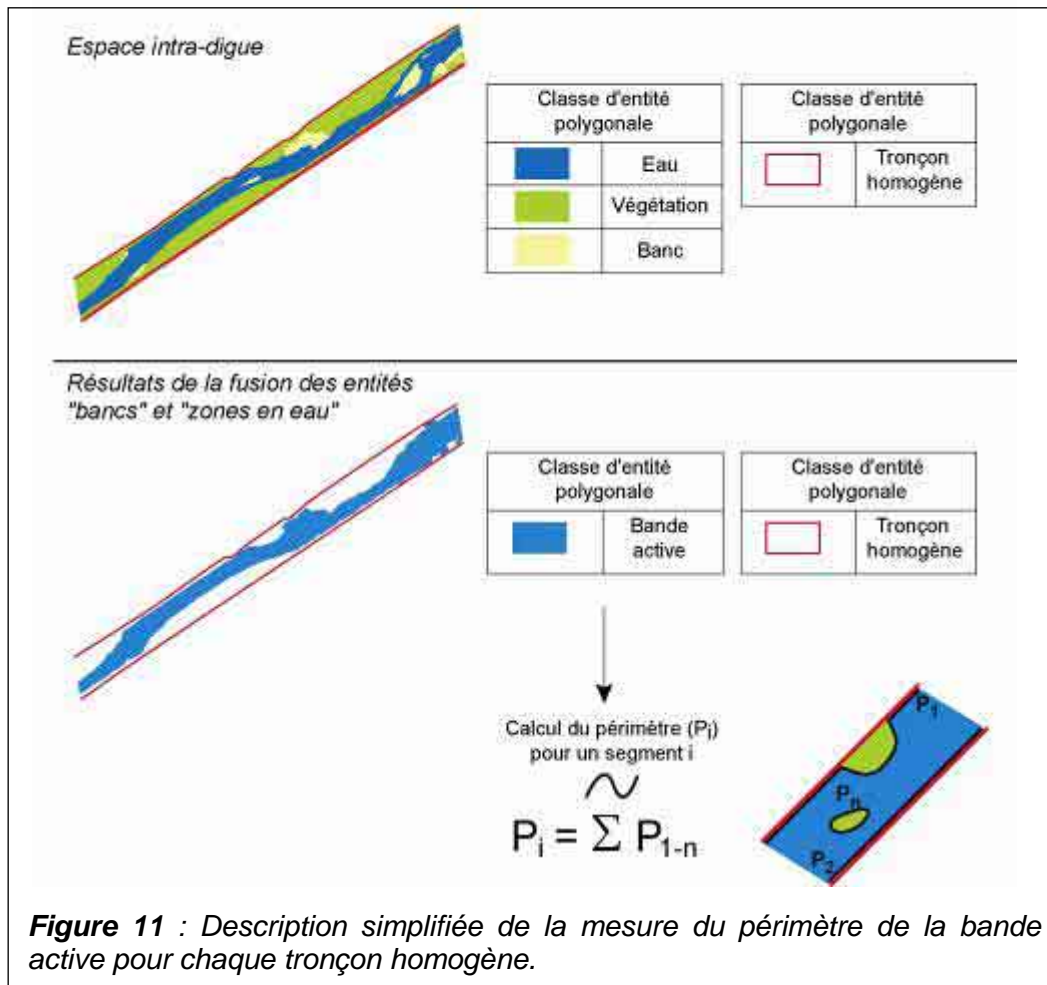 Espace intra-digue
Classe d'entité
polygonale
Eau
Végétation
Banc
Classe d'entité
polygonale
Tronçon
homogène
Résultats de la fusion des entités
"bancs" et "zones en eau"
Classe d'entité
polygonale
Bande
active
Classe d'entité
polygonale
Tronçon
homogène
Calcul du périmètre (Pi)
pour un segment i
Pi = Σ P1-n
P1
Pn
P2
Figure 11 : Description simplifiée de la mesure du périmètre de la bande
active pour chaque tronçon homogène.